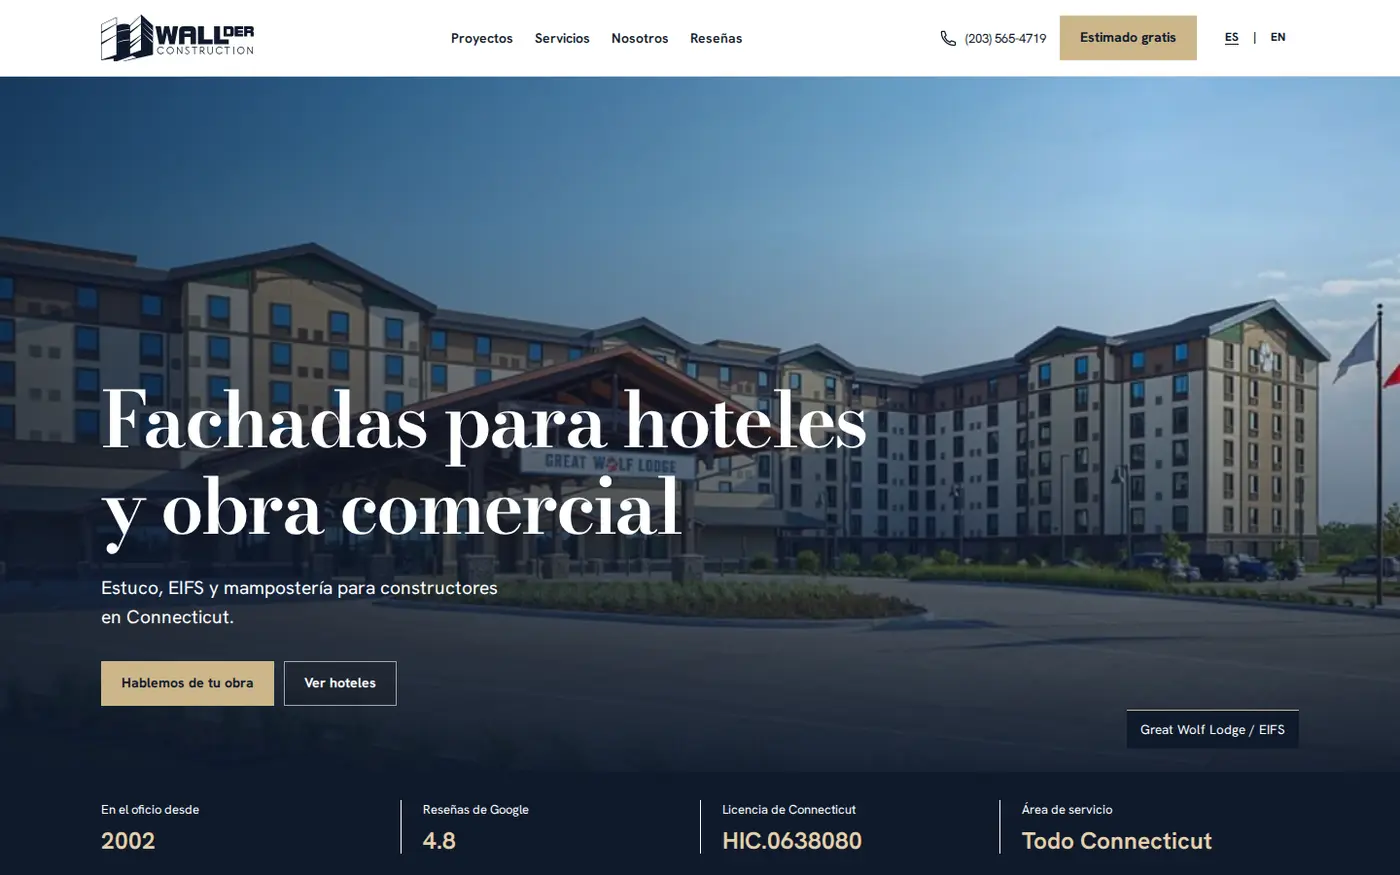 WALLDER
CONSTRUCTION
Proyectos
Servicios
Nosotros
Reseñas
(203) 565-4719
Estimado gratis
ES | EN
Fachadas para hoteles
GREAT WOLF LODGE
y obra comercial
Estuco, EIFS y mampostería para constructores
en Connecticut.
Hablemos de tu obra
Ver hoteles
Great Wolf Lodge / EIFS
En el oficio desde
2002
Reseñas de Google
4.8
Licencia de Connecticut
HIC.0638080
Área de servicio
Todo Connecticut